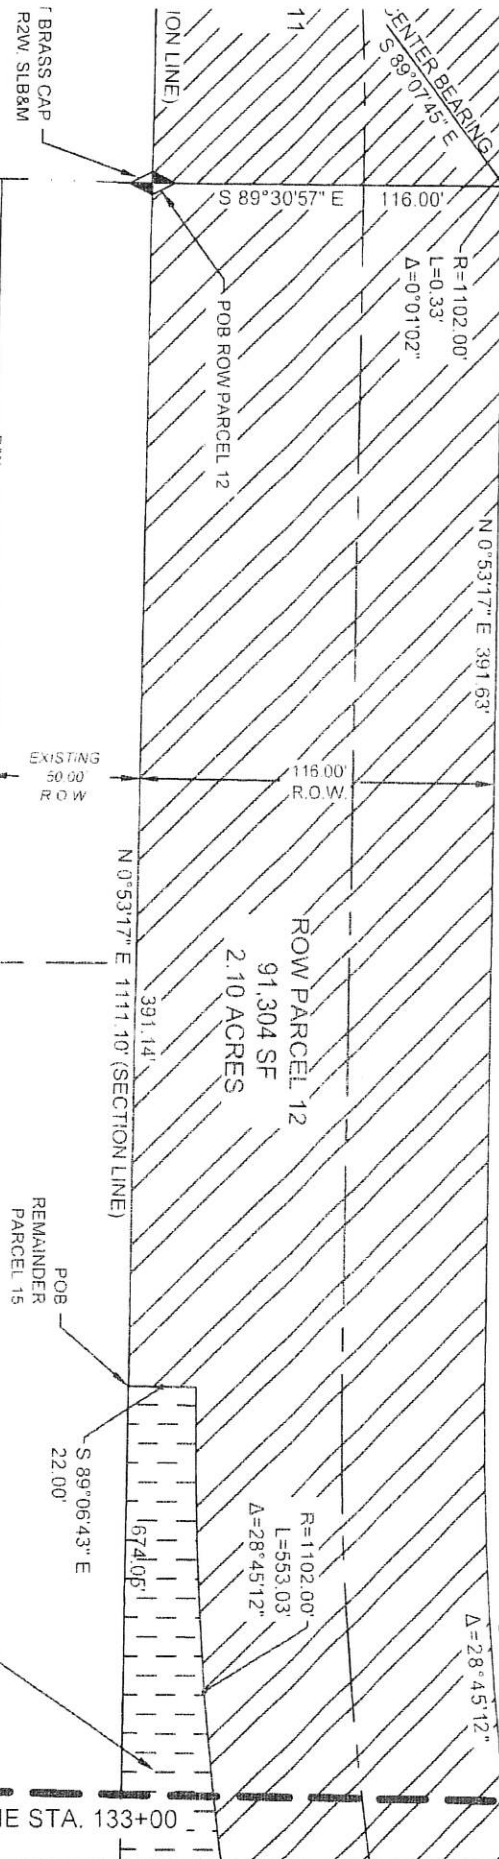 CENTER BEARING
S 89°07'45" E
11
ION LINE)
T BRASS CAP
R2W, SLB&M
S 89°30'57" E
116.00'
R=1102.00'
L=0.33'
Δ=0°01'02"
POB ROW PARCEL 12
N 0°53'17" E 391.63'
EXISTING
50.00'
R.O.W
116.00'
R.O.W.
ROW PARCEL 12
91,304 SF
2.10 ACRES
391.14'
N 0°53'17" E 1111.10' (SECTION LINE)
POB
REMAINDER
PARCEL 15
S 89°06'43" E
22.00'
674.05'
R=1102.00'
L=553.03'
Δ=28°45'12"
Δ=28°45'12"
NE STA. 133+00